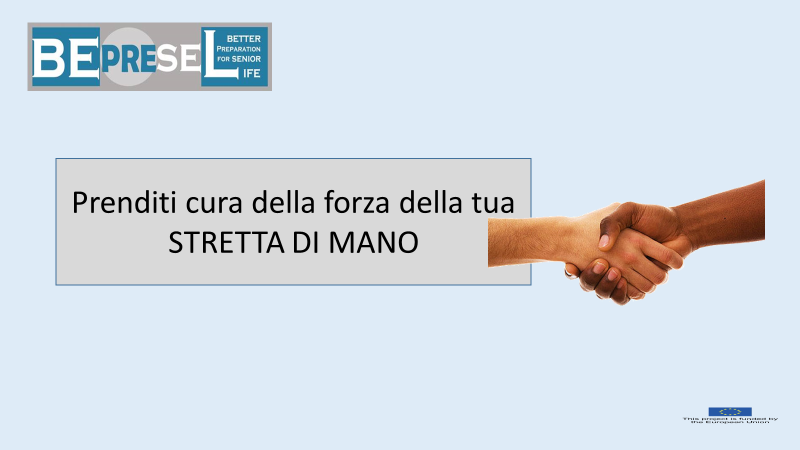 BEPRESEL
BETTER
PREPARATION
FOR SENIOR
IFE
Prenditi cura della forza della tua
STRETTA DI MANO
This project is funded by
the European Union